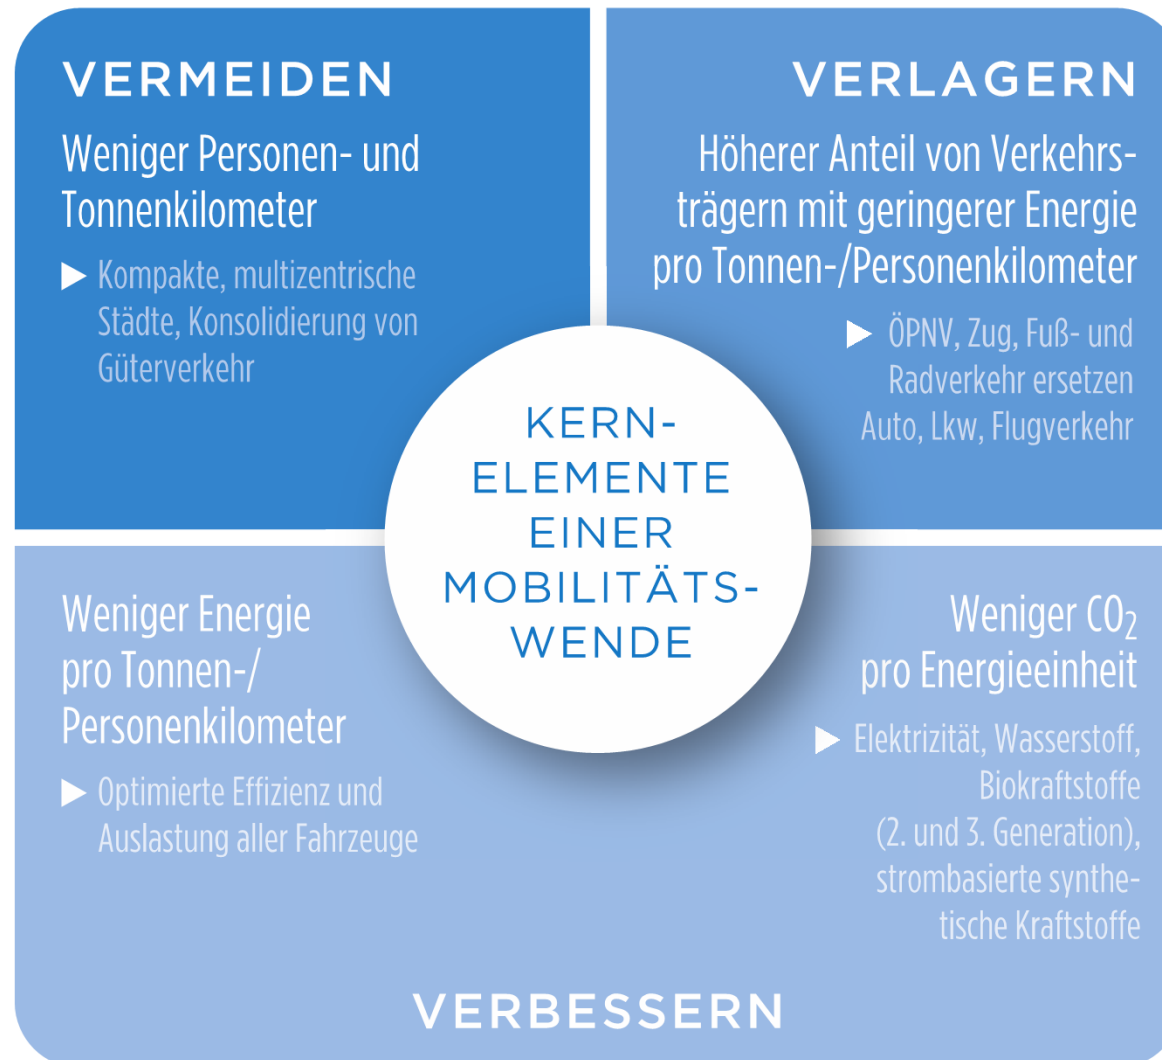 VERMEIDEN
Weniger Personen- und
Tonnenkilometer
▶ Kompakte, multizentrische
Städte, Konsolidierung von
Güterverkehr
VERLAGERN
Höherer Anteil von Verkehrs-
trägern mit geringerer Energie
pro Tonnen-/Personenkilometer
▶ ÖPNV, Zug, Fuß- und
Radverkehr ersetzen
Auto, Lkw, Flugverkehr
KERN-
ELEMENTE
EINER
MOBILITÄTS-
WENDE
Weniger Energie
pro Tonnen-/
Personenkilometer
▶ Optimierte Effizienz und
Auslastung aller Fahrzeuge
Weniger CO₂
pro Energieeinheit
▶ Elektrizität, Wasserstoff,
Biokraftstoffe
(2. und 3. Generation),
strombasierte synthe-
tische Kraftstoffe
VERBESSERN